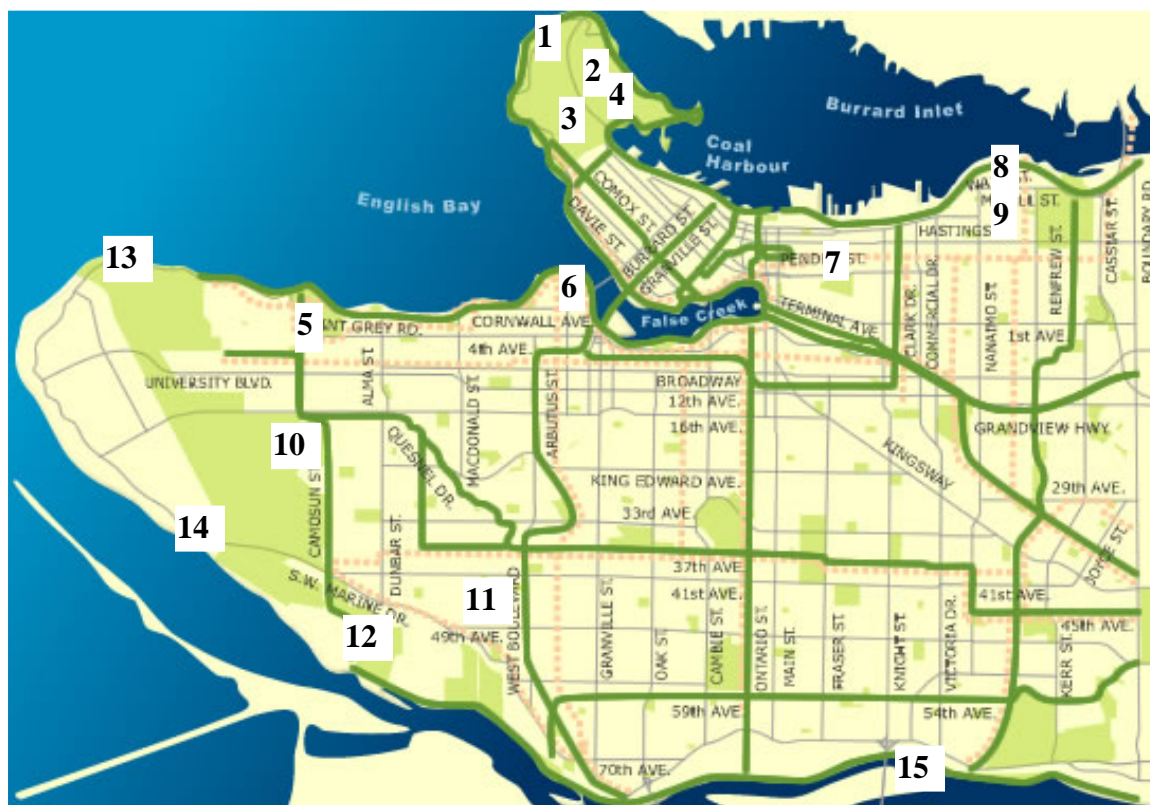 1
2
4
3
Burrard Inlet
Coal
Harbour
8
ST.
9
COMOX ST.
English Bay
DAVIE ST.
BURRARD ST.
GRANVILLE ST.
HASTINGS
RENFREW ST.
CASSIAR ST.
BOUNDARY RD.
13
7
6
False Creek
TERMINAL AVE
CLARK DR.
COMMERCIAL DR.
NANAIMO ST.
1st AVE.
5
GREY RD.
CORNWALL AVE
4th AVE.
UNIVERSITY BLVD.
ALMA ST.
MACDONALD ST.
ARBUTUS ST.
BROADWAY
12th AVE.
16th AVE.
GRANDVIEW HWY.
10
QUESNEL DR.
KINGSWAY
KING EDWARD AVE.
29th AVE.
33rd AVE.
CAMOSUN ST.
14
DUNBAR ST.
JOYCE ST.
37th AVE.
S.W. MARINE DR.
11
41st AVE.
41st AVE.
49th AVE.
45th AVE.
12
WEST BOULEVARD
GRANVILLE ST.
OAK ST.
CAMBLE ST.
ONTARIO ST.
MAIN ST.
FRASER ST.
KNIGHT ST.
VICTORIA DR.
KERR ST.
59th AVE.
54th AVE.
70th AVE.
15